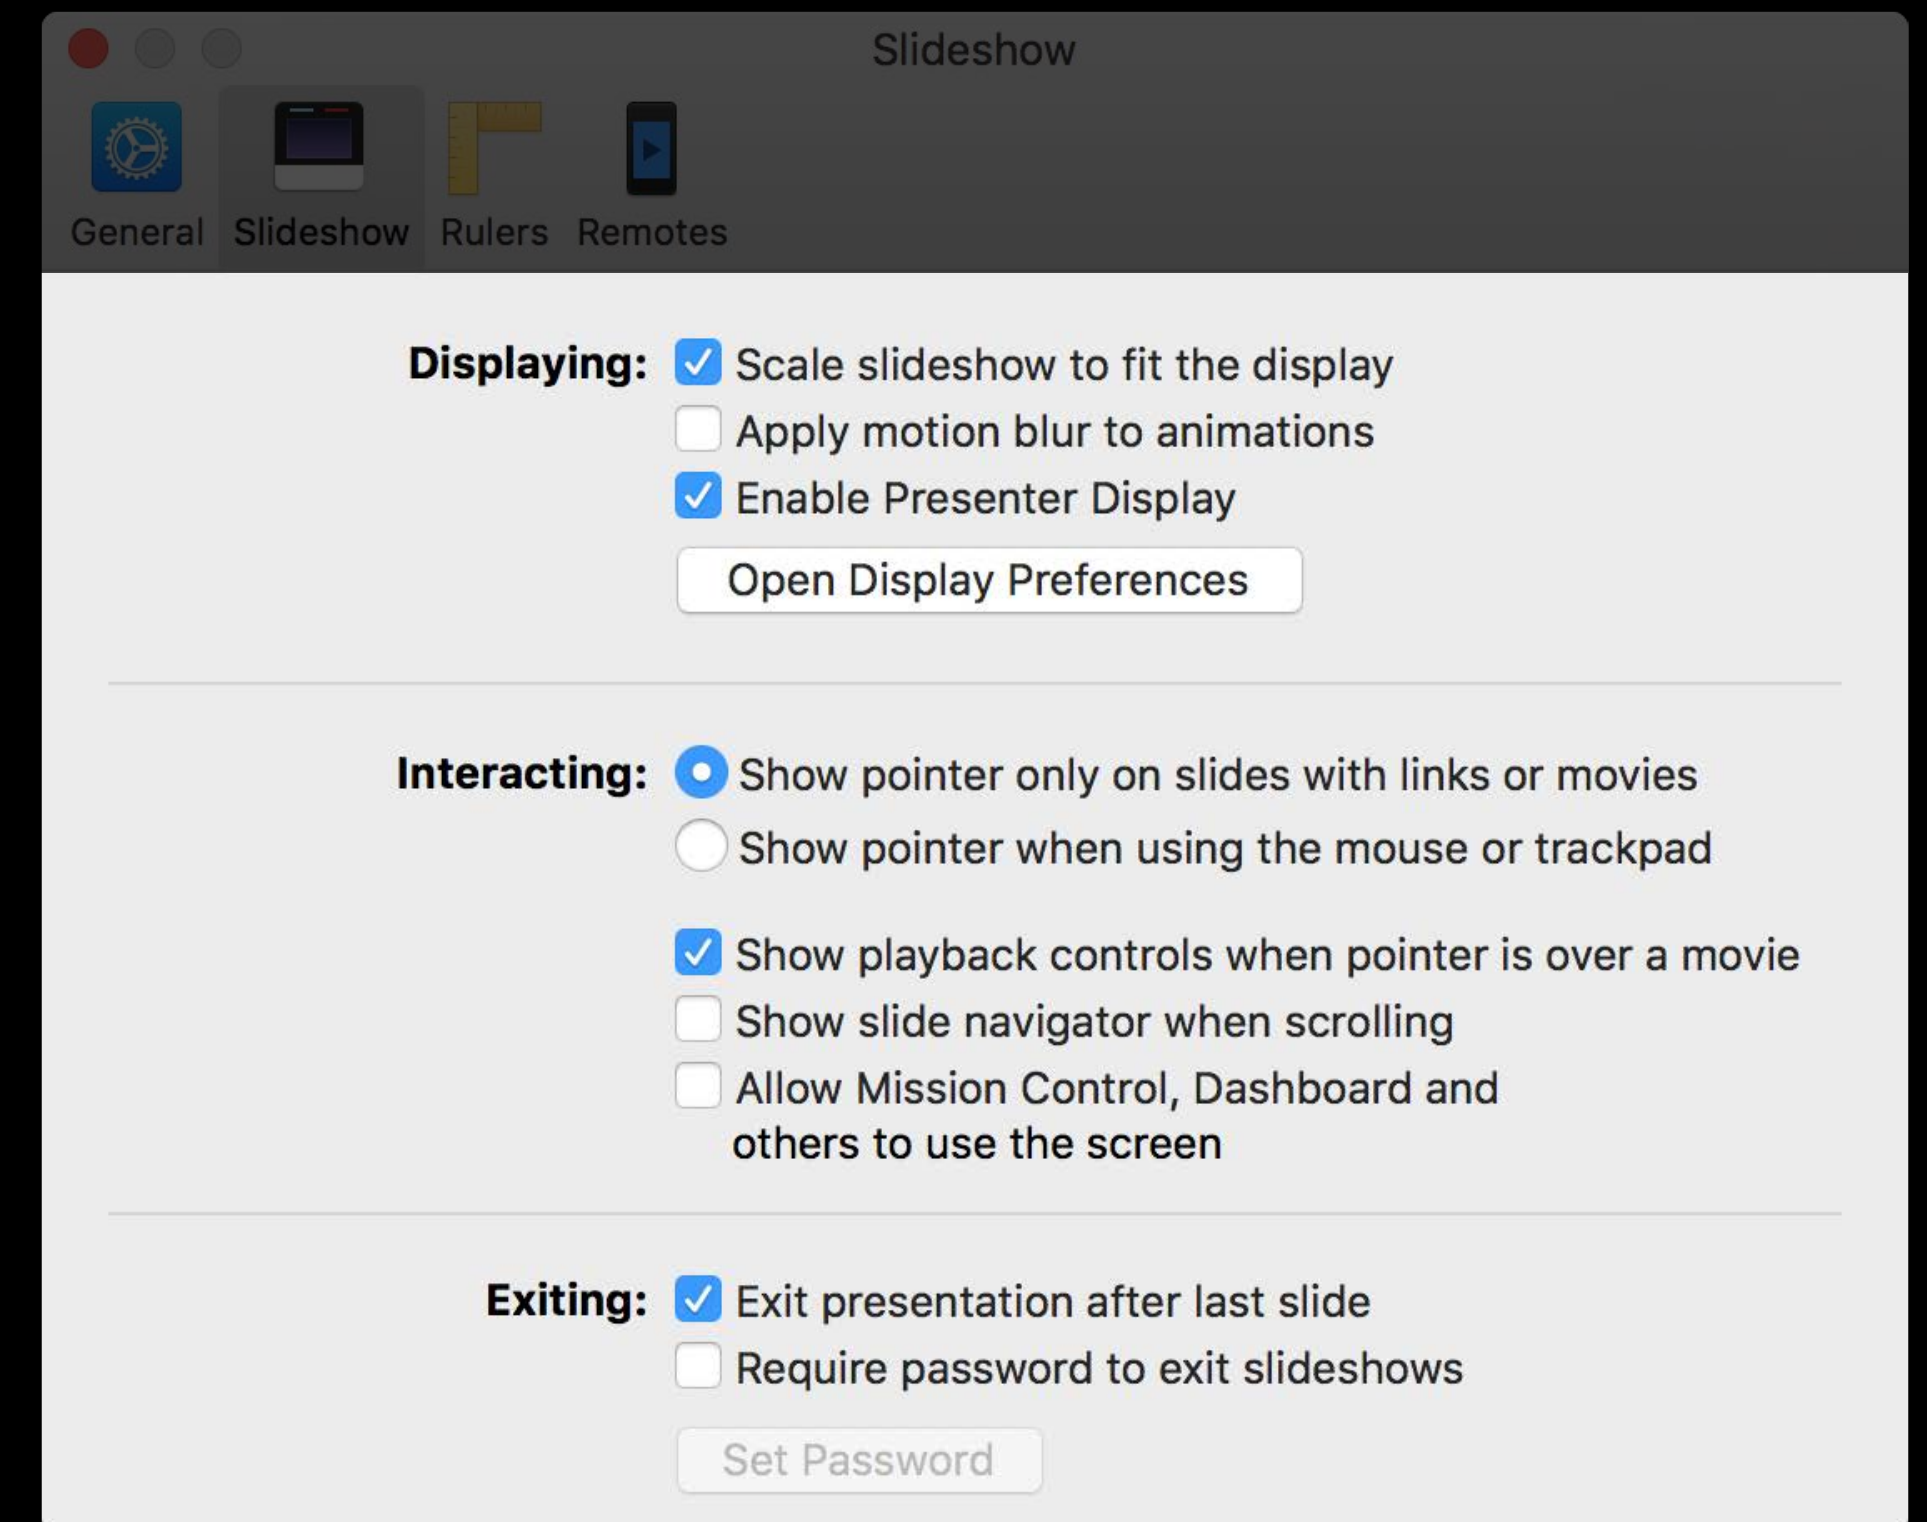 Slideshow
General Slideshow Rulers Remotes
Displaying: Scale slideshow to fit the display
Apply motion blur to animations
Enable Presenter Display
Open Display Preferences
Interacting: Show pointer only on slides with links or movies
Show pointer when using the mouse or trackpad
Show playback controls when pointer is over a movie
Show slide navigator when scrolling
Allow Mission Control, Dashboard and
others to use the screen
Exiting: Exit presentation after last slide
Require password to exit slideshows
Set Password